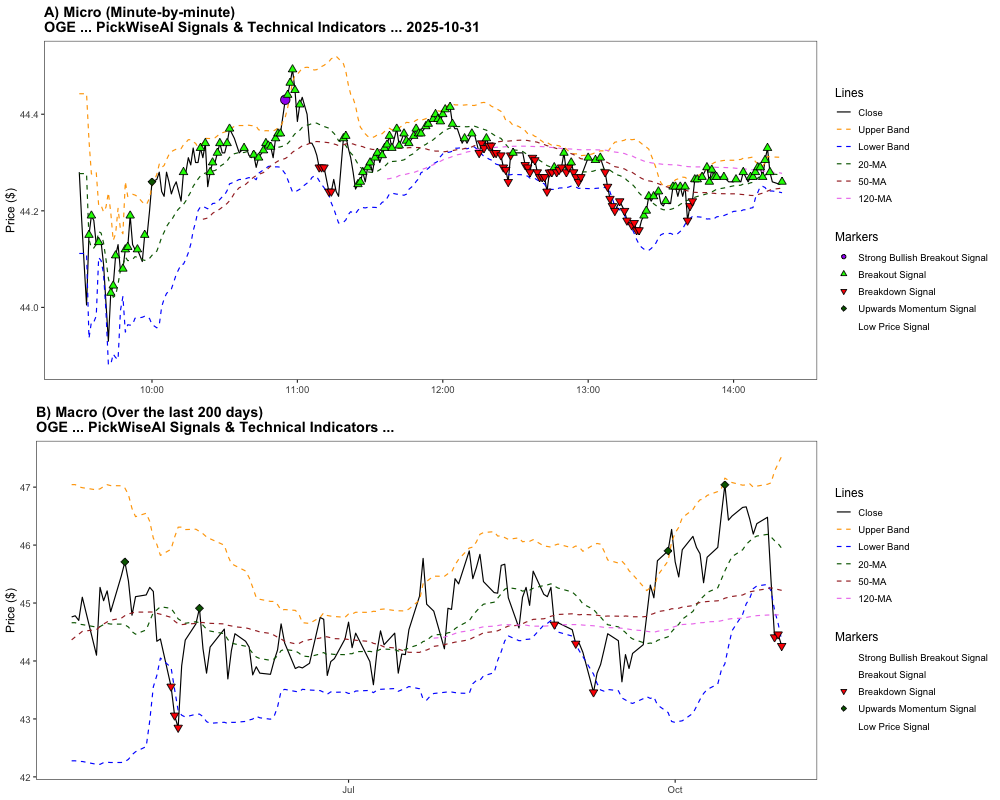 A) Micro (Minute-by-minute)
OGE ... PickWiseAI Signals & Technical Indicators ... 2025-10-31
Price ($)
44.4
44.2
44.0
10:00
11:00
12:00
13:00
14:00
Lines
Close
Upper Band
Lower Band
20-MA
50-MA
120-MA
Markers
Strong Bullish Breakout Signal
Breakout Signal
Breakdown Signal
Upwards Momentum Signal
Low Price Signal
B) Macro (Over the last 200 days)
OGE ... PickWiseAI Signals & Technical Indicators ...
Price ($)
47
46
45
44
43
42
Jul
Oct
Lines
Close
Upper Band
Lower Band
20-MA
50-MA
120-MA
Markers
Strong Bullish Breakout Signal
Breakout Signal
Breakdown Signal
Upwards Momentum Signal
Low Price Signal